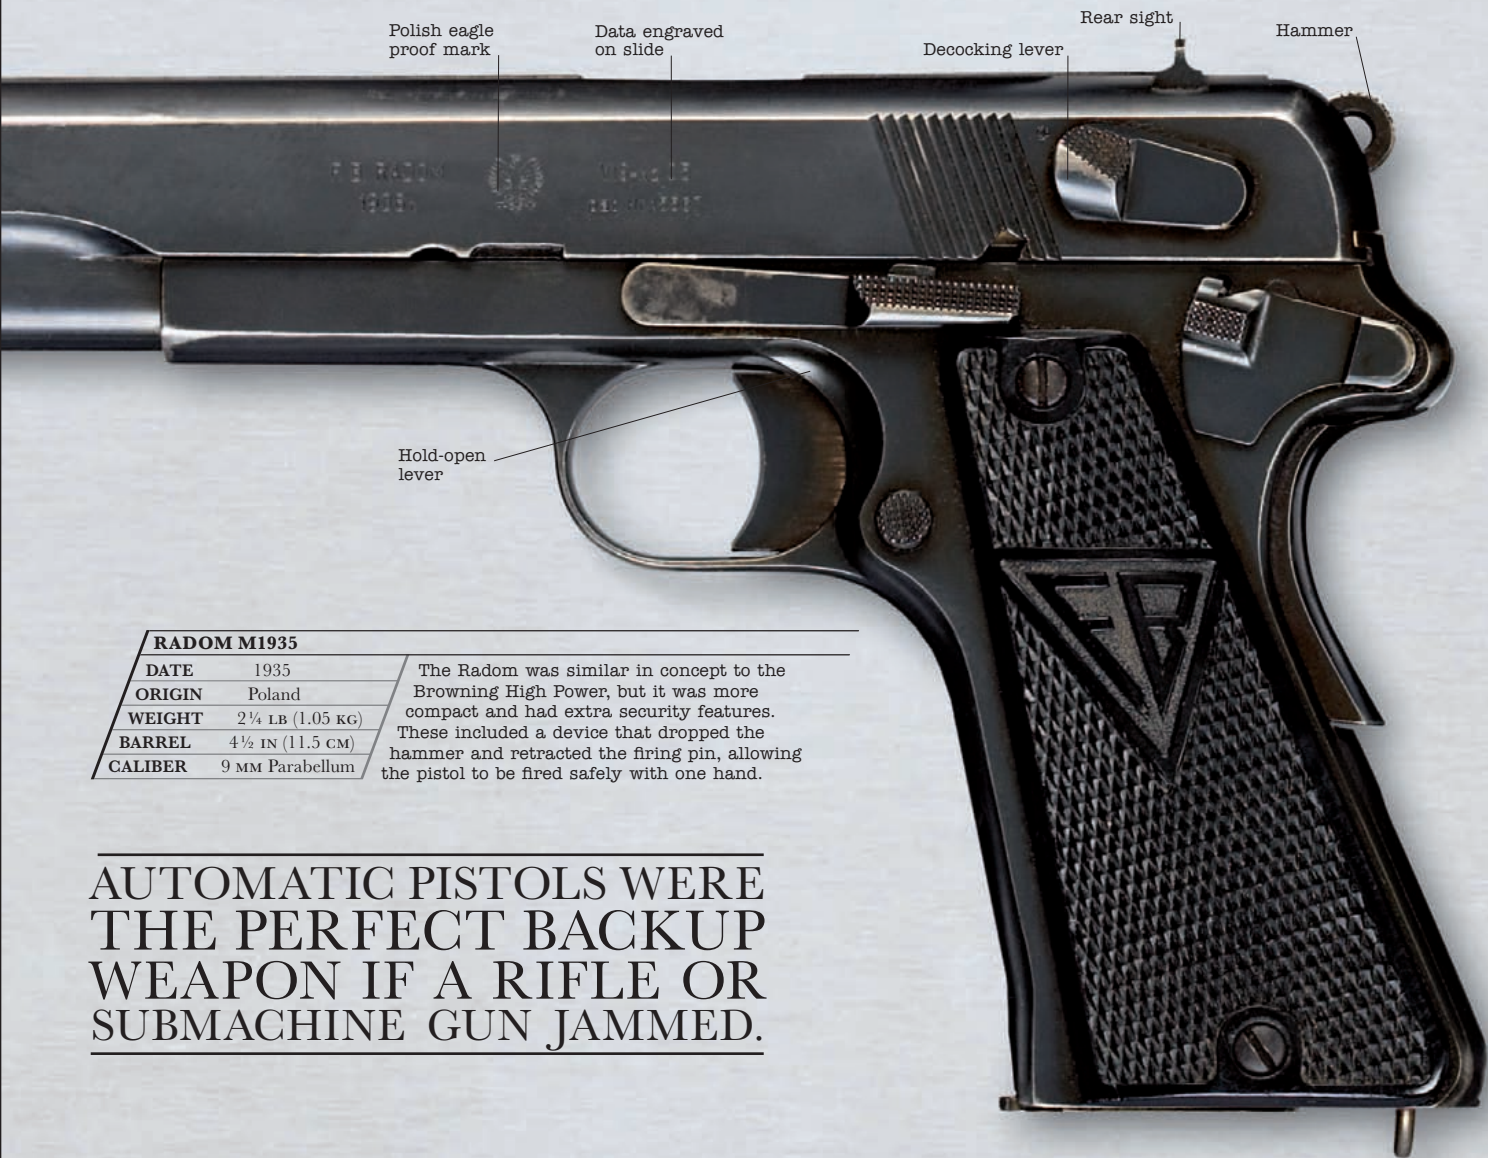 Polish eagle
proof mark
Data engraved
on slide
Decocking lever
Rear sight
Hammer
F.B. RADOM
Hold-open
lever
RADOM M1935
DATE 1935
ORIGIN Poland
WEIGHT 2¼ LB (1.05 KG)
BARREL 4½ IN (11.5 CM)
CALIBER 9 MM Parabellum
The Radom was similar in concept to the
Browning High Power, but it was more
compact and had extra security features.
These included a device that dropped the
hammer and retracted the firing pin, allowing
the pistol to be fired safely with one hand.
AUTOMATIC PISTOLS WERE
THE PERFECT BACKUP
WEAPON IF A RIFLE OR
SUBMACHINE GUN JAMMED.
FB